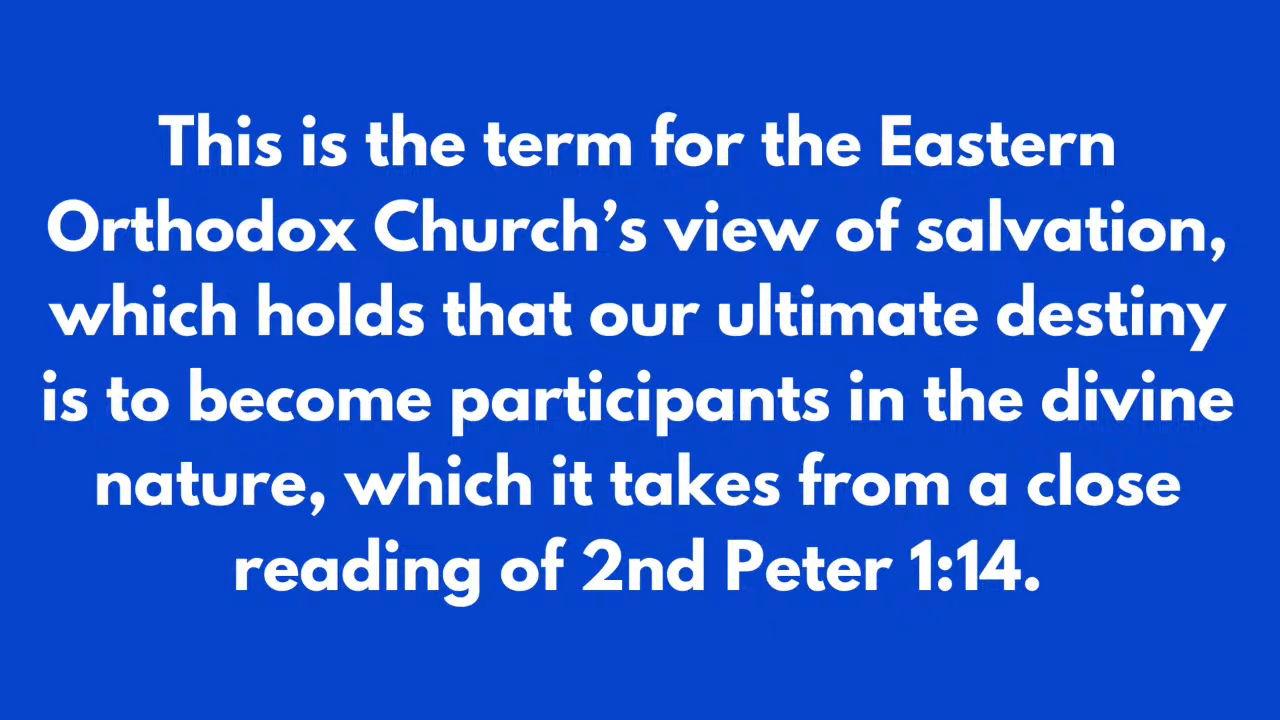 This is the term for the Eastern
Orthodox Church’s view of salvation,
which holds that our ultimate destiny
is to become participants in the divine
nature, which it takes from a close
reading of 2nd Peter 1:14.